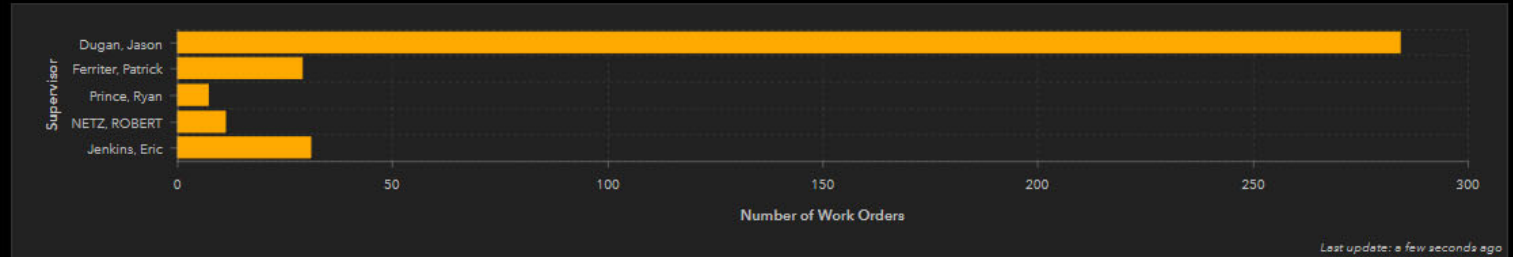 Supervisor
Dugan, Jason
Ferriter, Patrick
Prince, Ryan
NETZ, ROBERT
Jenkins, Eric
0 50 100 150 200 250 300
Number of Work Orders
Last update: a few seconds ago